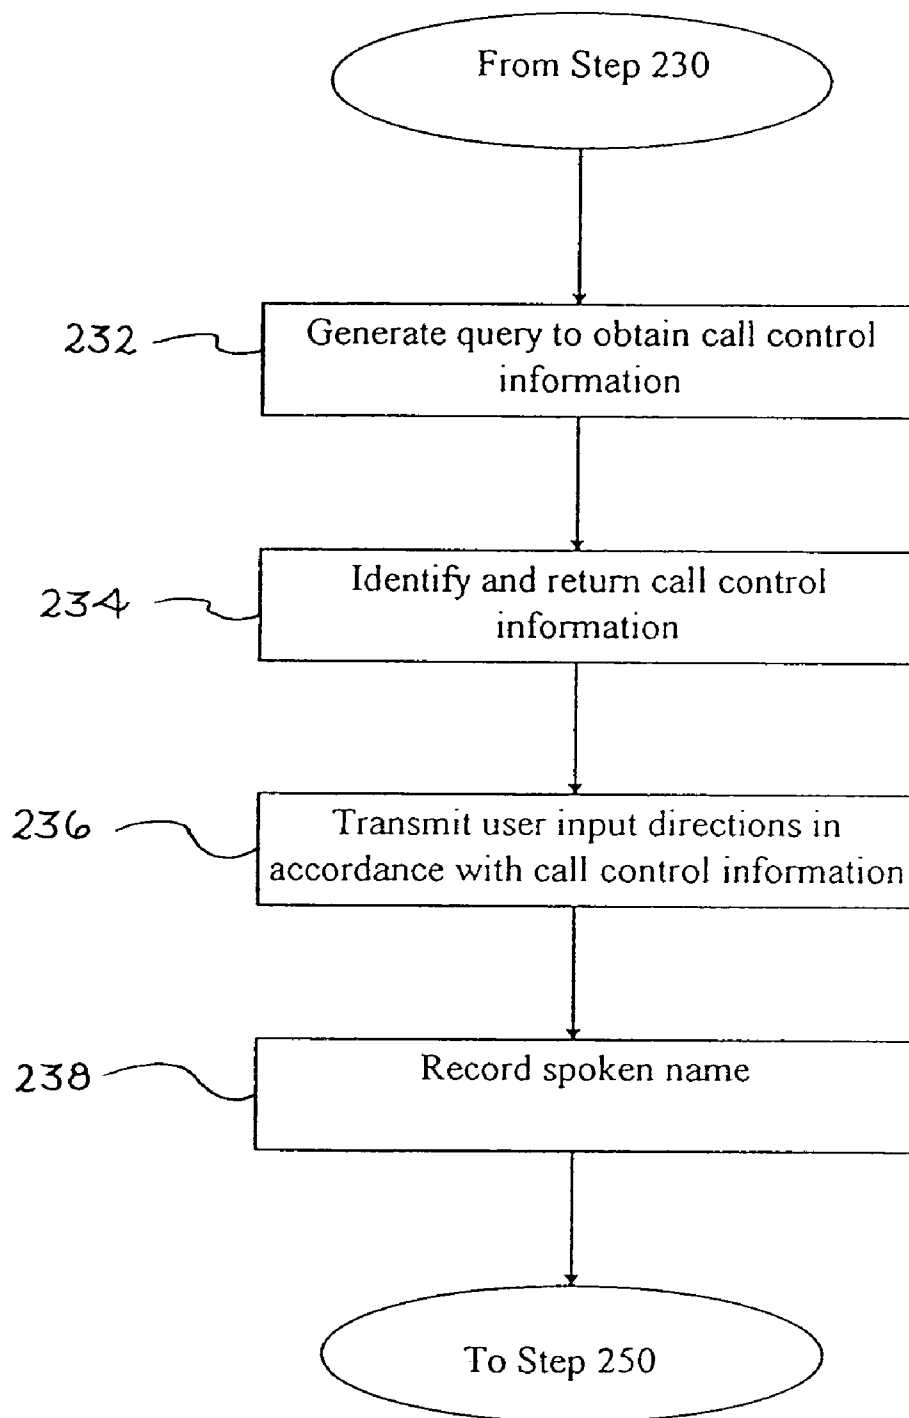 From Step 230
232
Generate query to obtain call control
information
234
Identify and return call control
information
236
Transmit user input directions in
accordance with call control information
238
Record spoken name
To Step 250